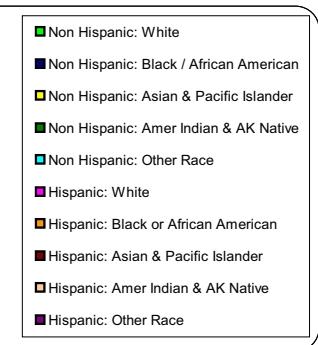 Non Hispanic: White
Non Hispanic: Black / African American
Non Hispanic: Asian & Pacific Islander
Non Hispanic: Amer Indian & AK Native
Non Hispanic: Other Race
Hispanic: White
Hispanic: Black or African American
Hispanic: Asian & Pacific Islander
Hispanic: Amer Indian & AK Native
Hispanic: Other Race